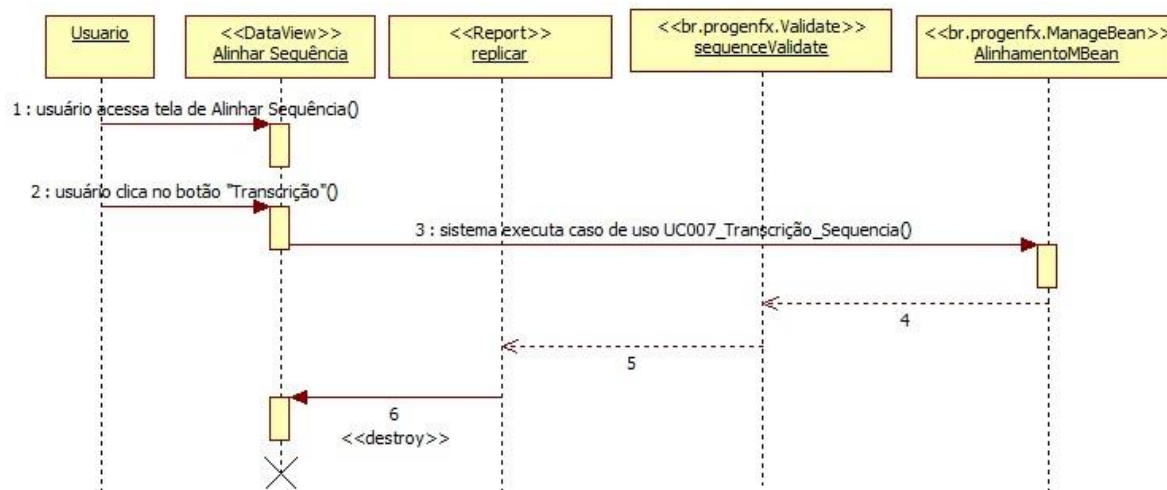 Usuario
<<DataView>>
Alinhar Sequência
<<Report>>
replicar
<<br.progenfx.Validate>>
sequenceValidate
<<br.progenfx.ManageBean>>
AlinhamentoMBean
1 : usuário acessa tela de Alinhar Sequência()
2 : usuário clica no botão "Transcrição"()
3 : sistema executa caso de uso UC007_Transcrição_Sequencia()
4
5
6
<<destroy>>